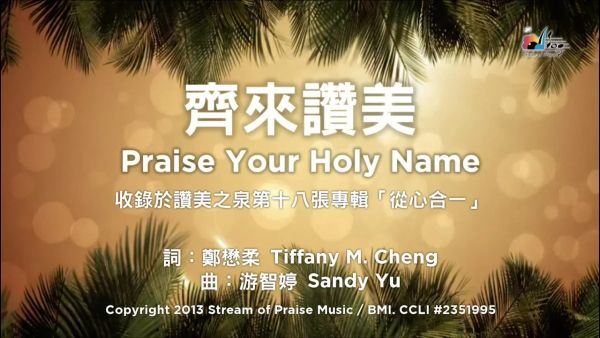 齊來讚美
Praise Your Holy Name
收錄於讚美之泉第十八張專輯「從心合一」
詞：鄭懋柔 Tiffany M. Cheng
曲：游智婷 Sandy Yu
Copyright 2013 Stream of Praise Music / BMI. CCLI #2351995